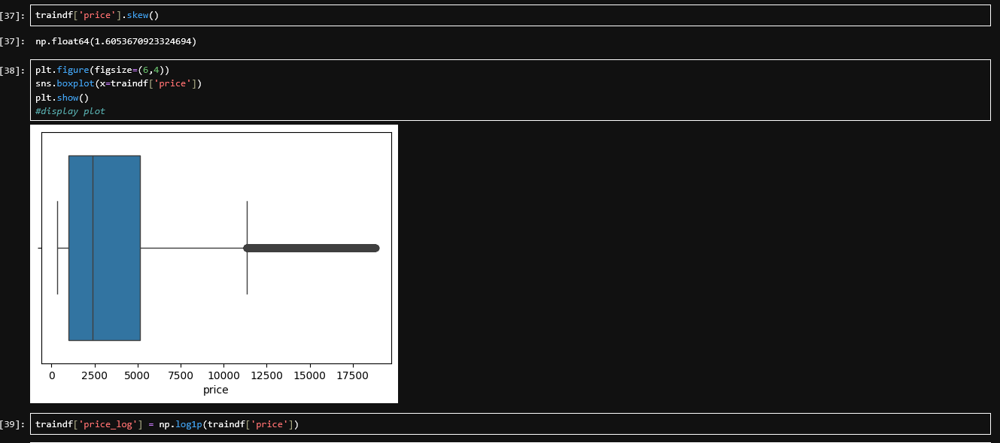 [37]: traindf['price'].skew()
[37]: np.float64(1.6053670923324694)
[38]: plt.figure(figsize=(6,4))
sns.boxplot(x=traindf['price'])
plt.show()
#display plot
0 2500 5000 7500 10000 12500 15000 17500
price
[39]: traindf['price_log'] = np.log1p(traindf['price'])